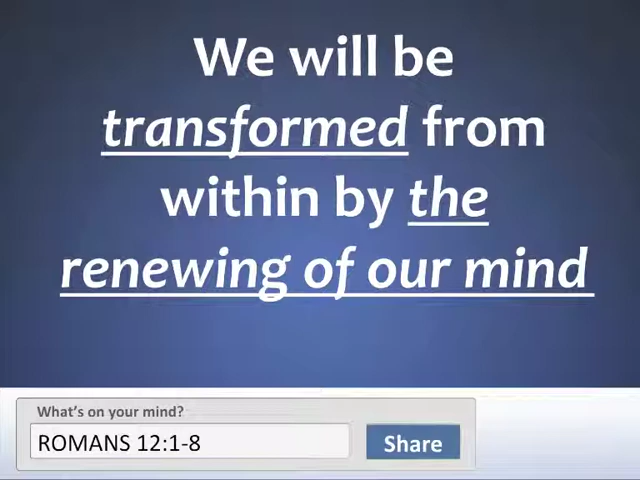 We will be
transformed from
within by the
renewing of our mind
What's on your mind?
ROMANS 12:1-8
Share